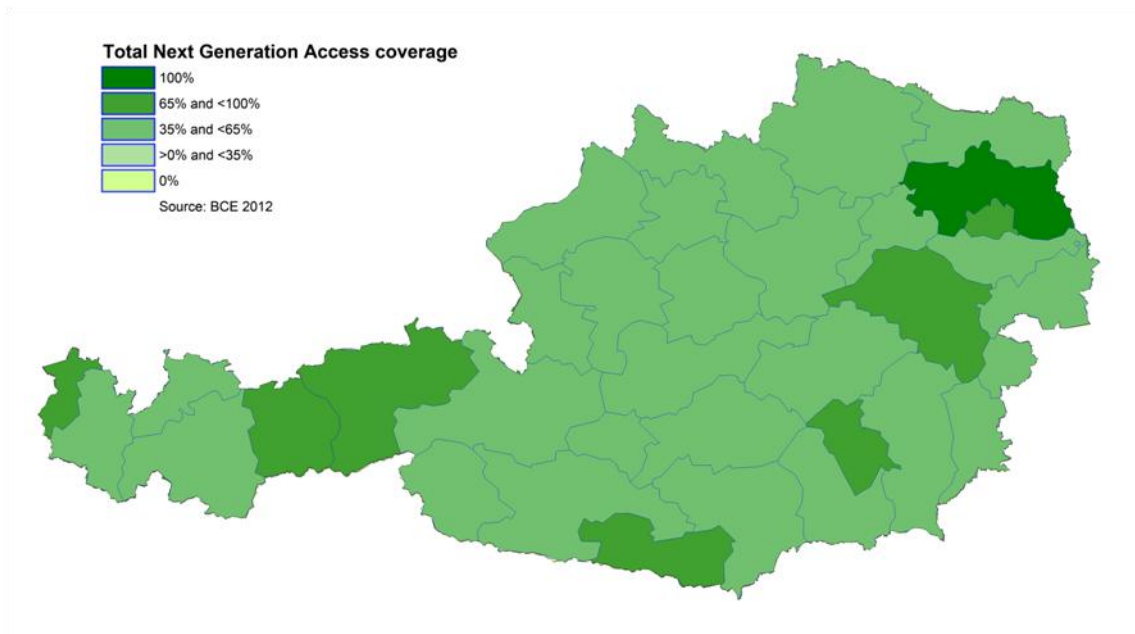 Total Next Generation Access coverage
100%
65% and <100%
35% and <65%
>0% and <35%
0%
Source: BCE 2012